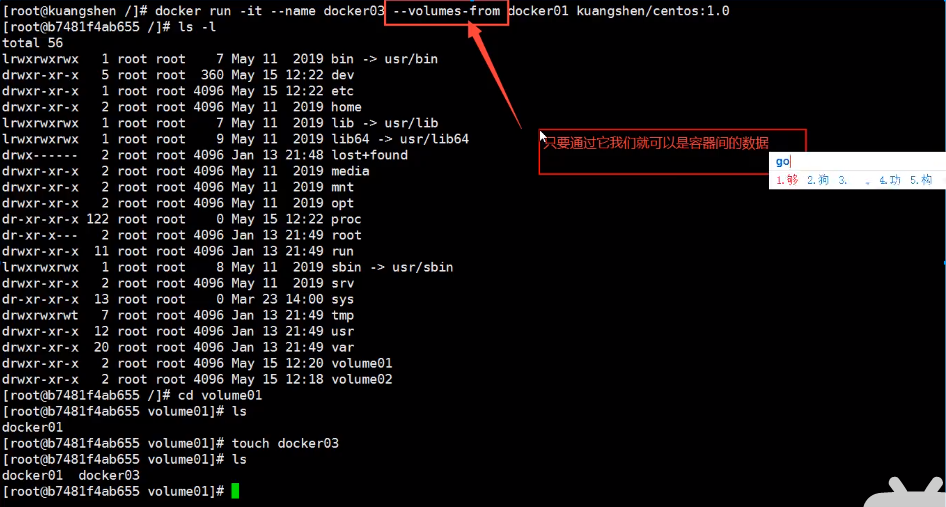 [root@kuangshen /]# docker run -it --name docker03 --volumes-from docker01 kuangshen/centos:1.0
[root@b7481f4ab655 /]# ls -l
total 56
lrwxrwxrwx   1 root root    7 May 11  2019 bin -> usr/bin
drwxr-xr-x   5 root root  360 May 15 12:22 dev
drwxr-xr-x   1 root root 4096 May 15 12:22 etc
drwxr-xr-x   2 root root 4096 May 11  2019 home
lrwxrwxrwx   1 root root    7 May 11  2019 lib -> usr/lib
lrwxrwxrwx   1 root root    9 May 11  2019 lib64 -> usr/lib64
drwx------   2 root root 4096 Jan 13 21:48 lost+found
drwxr-xr-x   2 root root 4096 May 11  2019 media
drwxr-xr-x   2 root root 4096 May 11  2019 mnt
drwxr-xr-x   2 root root 4096 May 11  2019 opt
dr-xr-xr-x 122 root root    0 May 15 12:22 proc
dr-xr-x---   2 root root 4096 Jan 13 21:49 root
drwxr-xr-x  11 root root 4096 Jan 13 21:49 run
lrwxrwxrwx   1 root root    8 May 11  2019 sbin -> usr/sbin
drwxr-xr-x   2 root root 4096 May 11  2019 srv
dr-xr-xr-x  13 root root    0 Mar 23 14:00 sys
drwxrwxrwt   7 root root 4096 Jan 13 21:49 tmp
drwxr-xr-x  12 root root 4096 Jan 13 21:49 usr
drwxr-xr-x  20 root root 4096 Jan 13 21:49 var
drwxr-xr-x   2 root root 4096 May 15 12:20 volume01
drwxr-xr-x   2 root root 4096 May 15 12:18 volume02
[root@b7481f4ab655 /]# cd volume01
[root@b7481f4ab655 volume01]# ls
docker01
[root@b7481f4ab655 volume01]# touch docker03
[root@b7481f4ab655 volume01]# ls
docker01  docker03
[root@b7481f4ab655 volume01]#
只要通过它我们就可以是容器间的数据
go
1.够 2.狗 3. 。 4.功 5.构